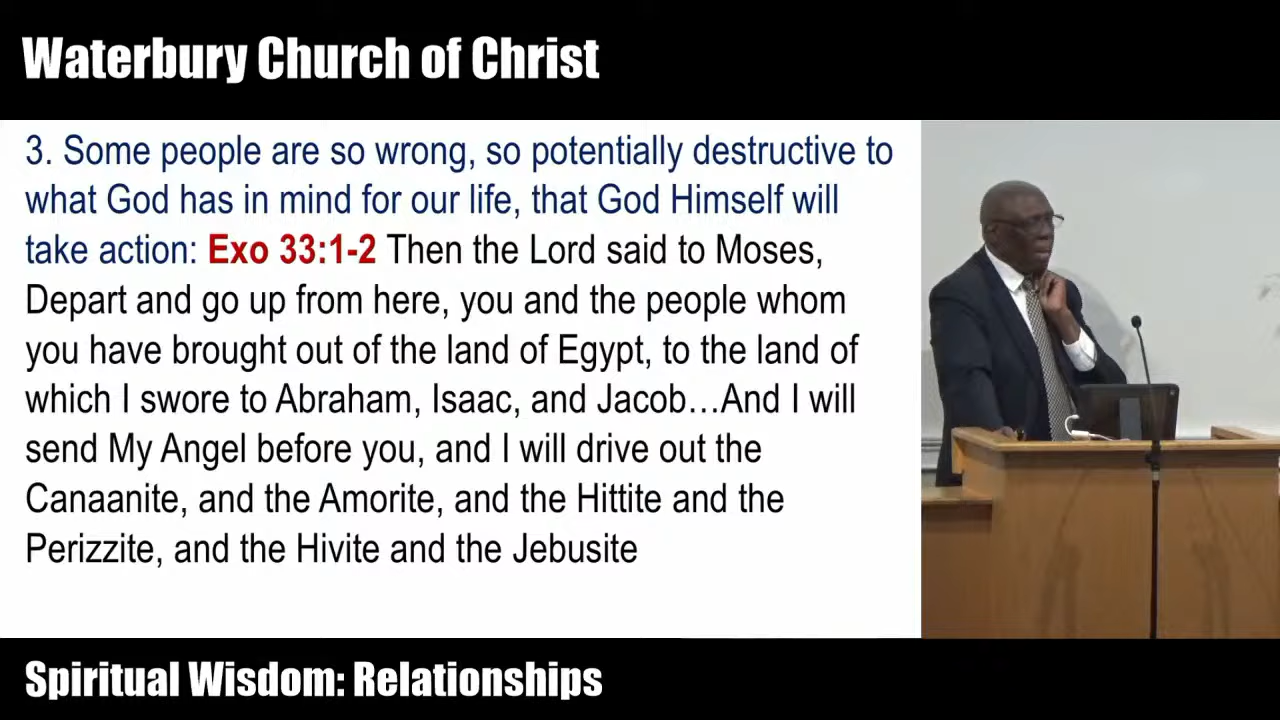 Waterbury Church of Christ
3. Some people are so wrong, so potentially destructive to
what God has in mind for our life, that God Himself will
take action: Exo 33:1-2 Then the Lord said to Moses,
Depart and go up from here, you and the people whom
you have brought out of the land of Egypt, to the land of
which I swore to Abraham, Isaac, and Jacob…And I will
send My Angel before you, and I will drive out the
Canaanite, and the Amorite, and the Hittite and the
Perizzite, and the Hivite and the Jebusite
Spiritual Wisdom: Relationships